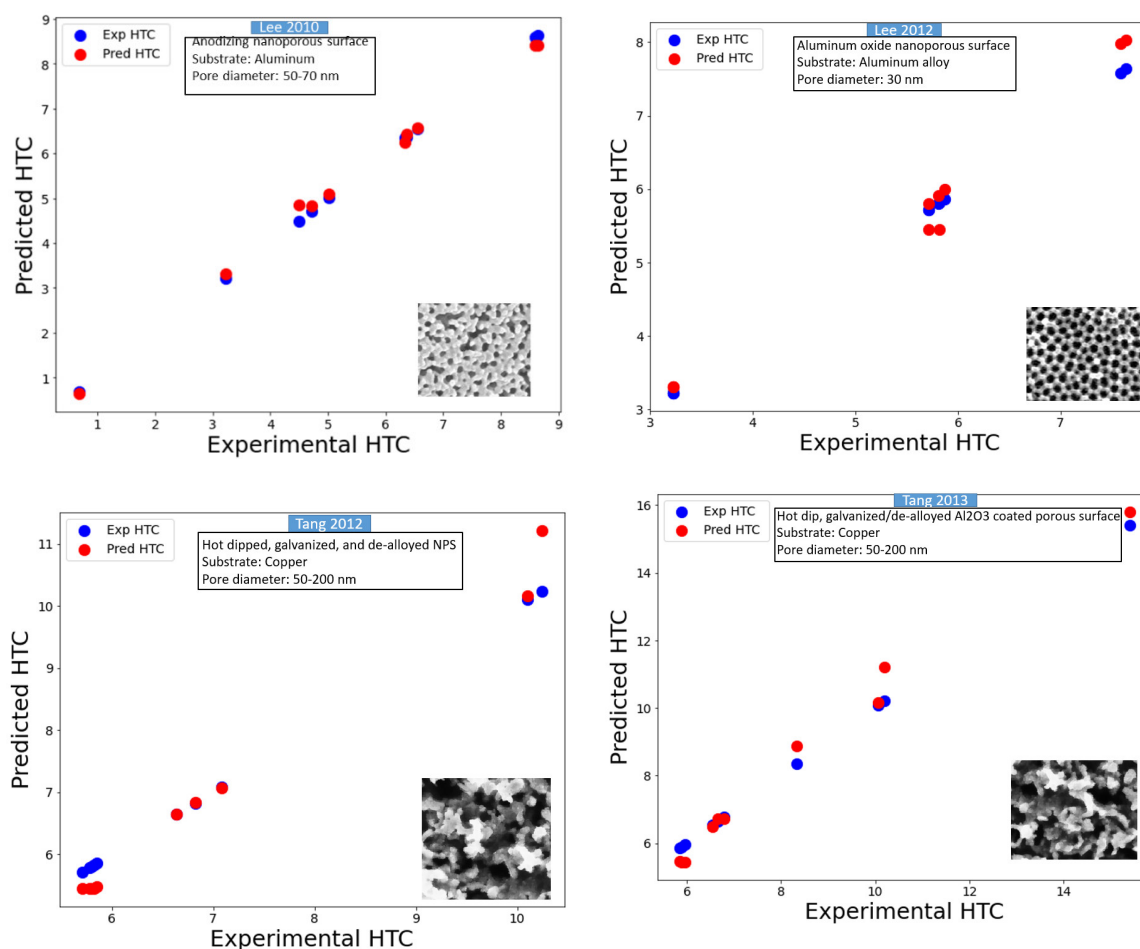 Lee 2010
Exp HTC
Pred HTC
Anodizing nanoporous surface
Substrate: Aluminum
Pore diameter: 50-70 nm
Predicted HTC
9
8
7
6
5
4
3
2
1
1 2 3 4 5 6 7 8 9
Experimental HTC
Lee 2012
Exp HTC
Pred HTC
Aluminum oxide nanoporous surface
Substrate: Aluminum alloy
Pore diameter: 30 nm
Predicted HTC
8
7
6
5
4
3
3 4 5 6 7
Experimental HTC
Tang 2012
Exp HTC
Pred HTC
Hot dipped, galvanized, and de-alloyed NPS
Substrate: Copper
Pore diameter: 50-200 nm
Predicted HTC
11
10
9
8
7
6
6 7 8 9 10
Experimental HTC
Tang 2013
Exp HTC
Pred HTC
Hot dip, galvanized/de-alloyed Al2O3 coated porous surface
Substrate: Copper
Pore diameter: 50-200 nm
Predicted HTC
16
14
12
10
8
6
6 8 10 12 14
Experimental HTC